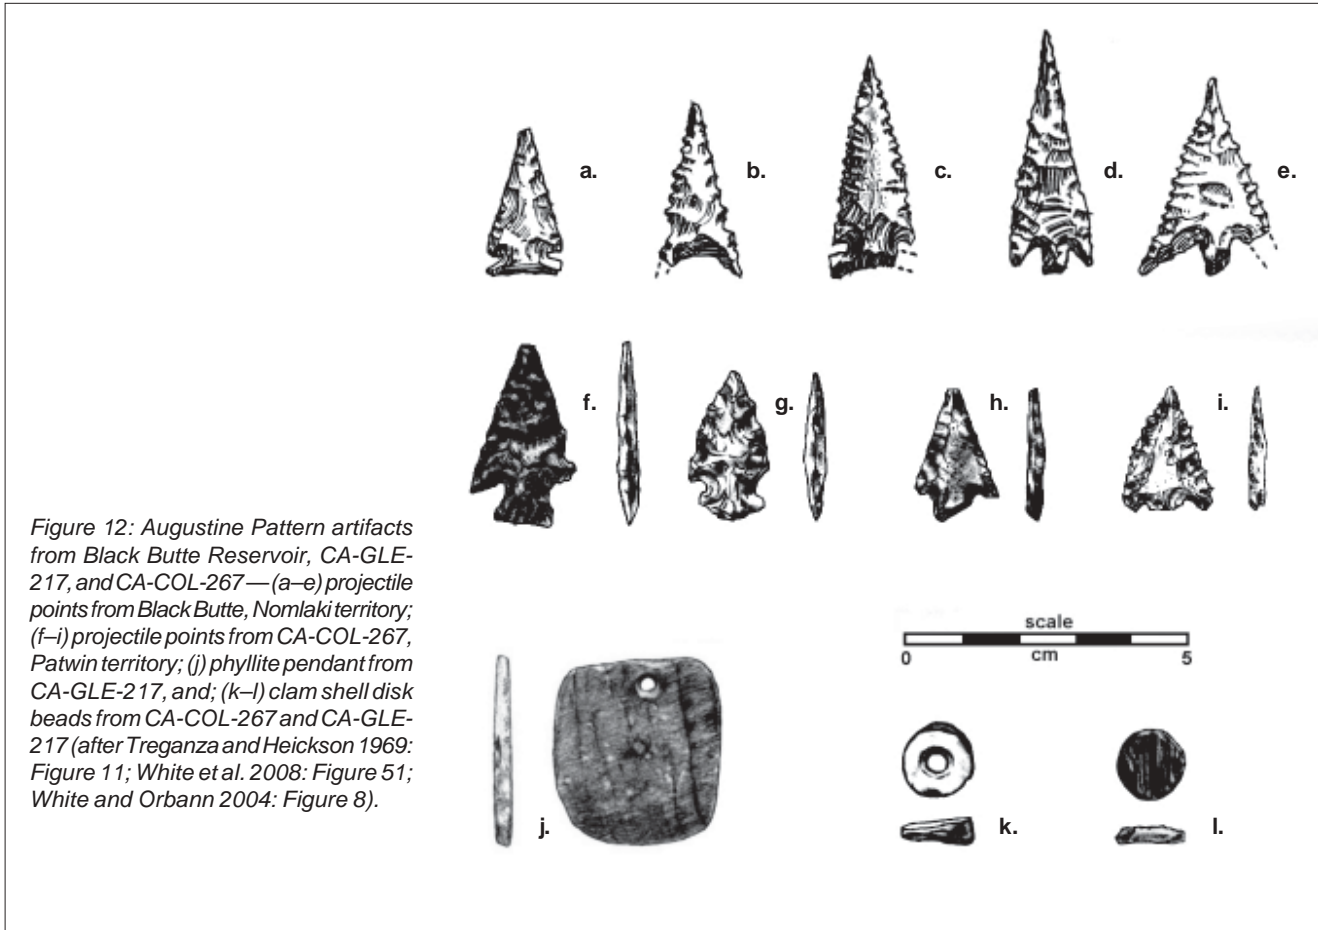 a.
b.
c.
d.
e.
f.
g.
h.
i.
Figure 12: Augustine Pattern artifacts
from Black Butte Reservoir, CA-GLE-
217, and CA-COL-267 — (a–e) projectile
points from Black Butte, Nomlaki territory;
(f–i) projectile points from CA-COL-267,
Patwin territory; (j) phyllite pendant from
CA-GLE-217, and; (k–l) clam shell disk
beads from CA-COL-267 and CA-GLE-
217 (after Treganza and Heickson 1969:
Figure 11; White et al. 2008: Figure 51;
White and Orbann 2004: Figure 8).
scale
0 cm 5
j.
k.
l.